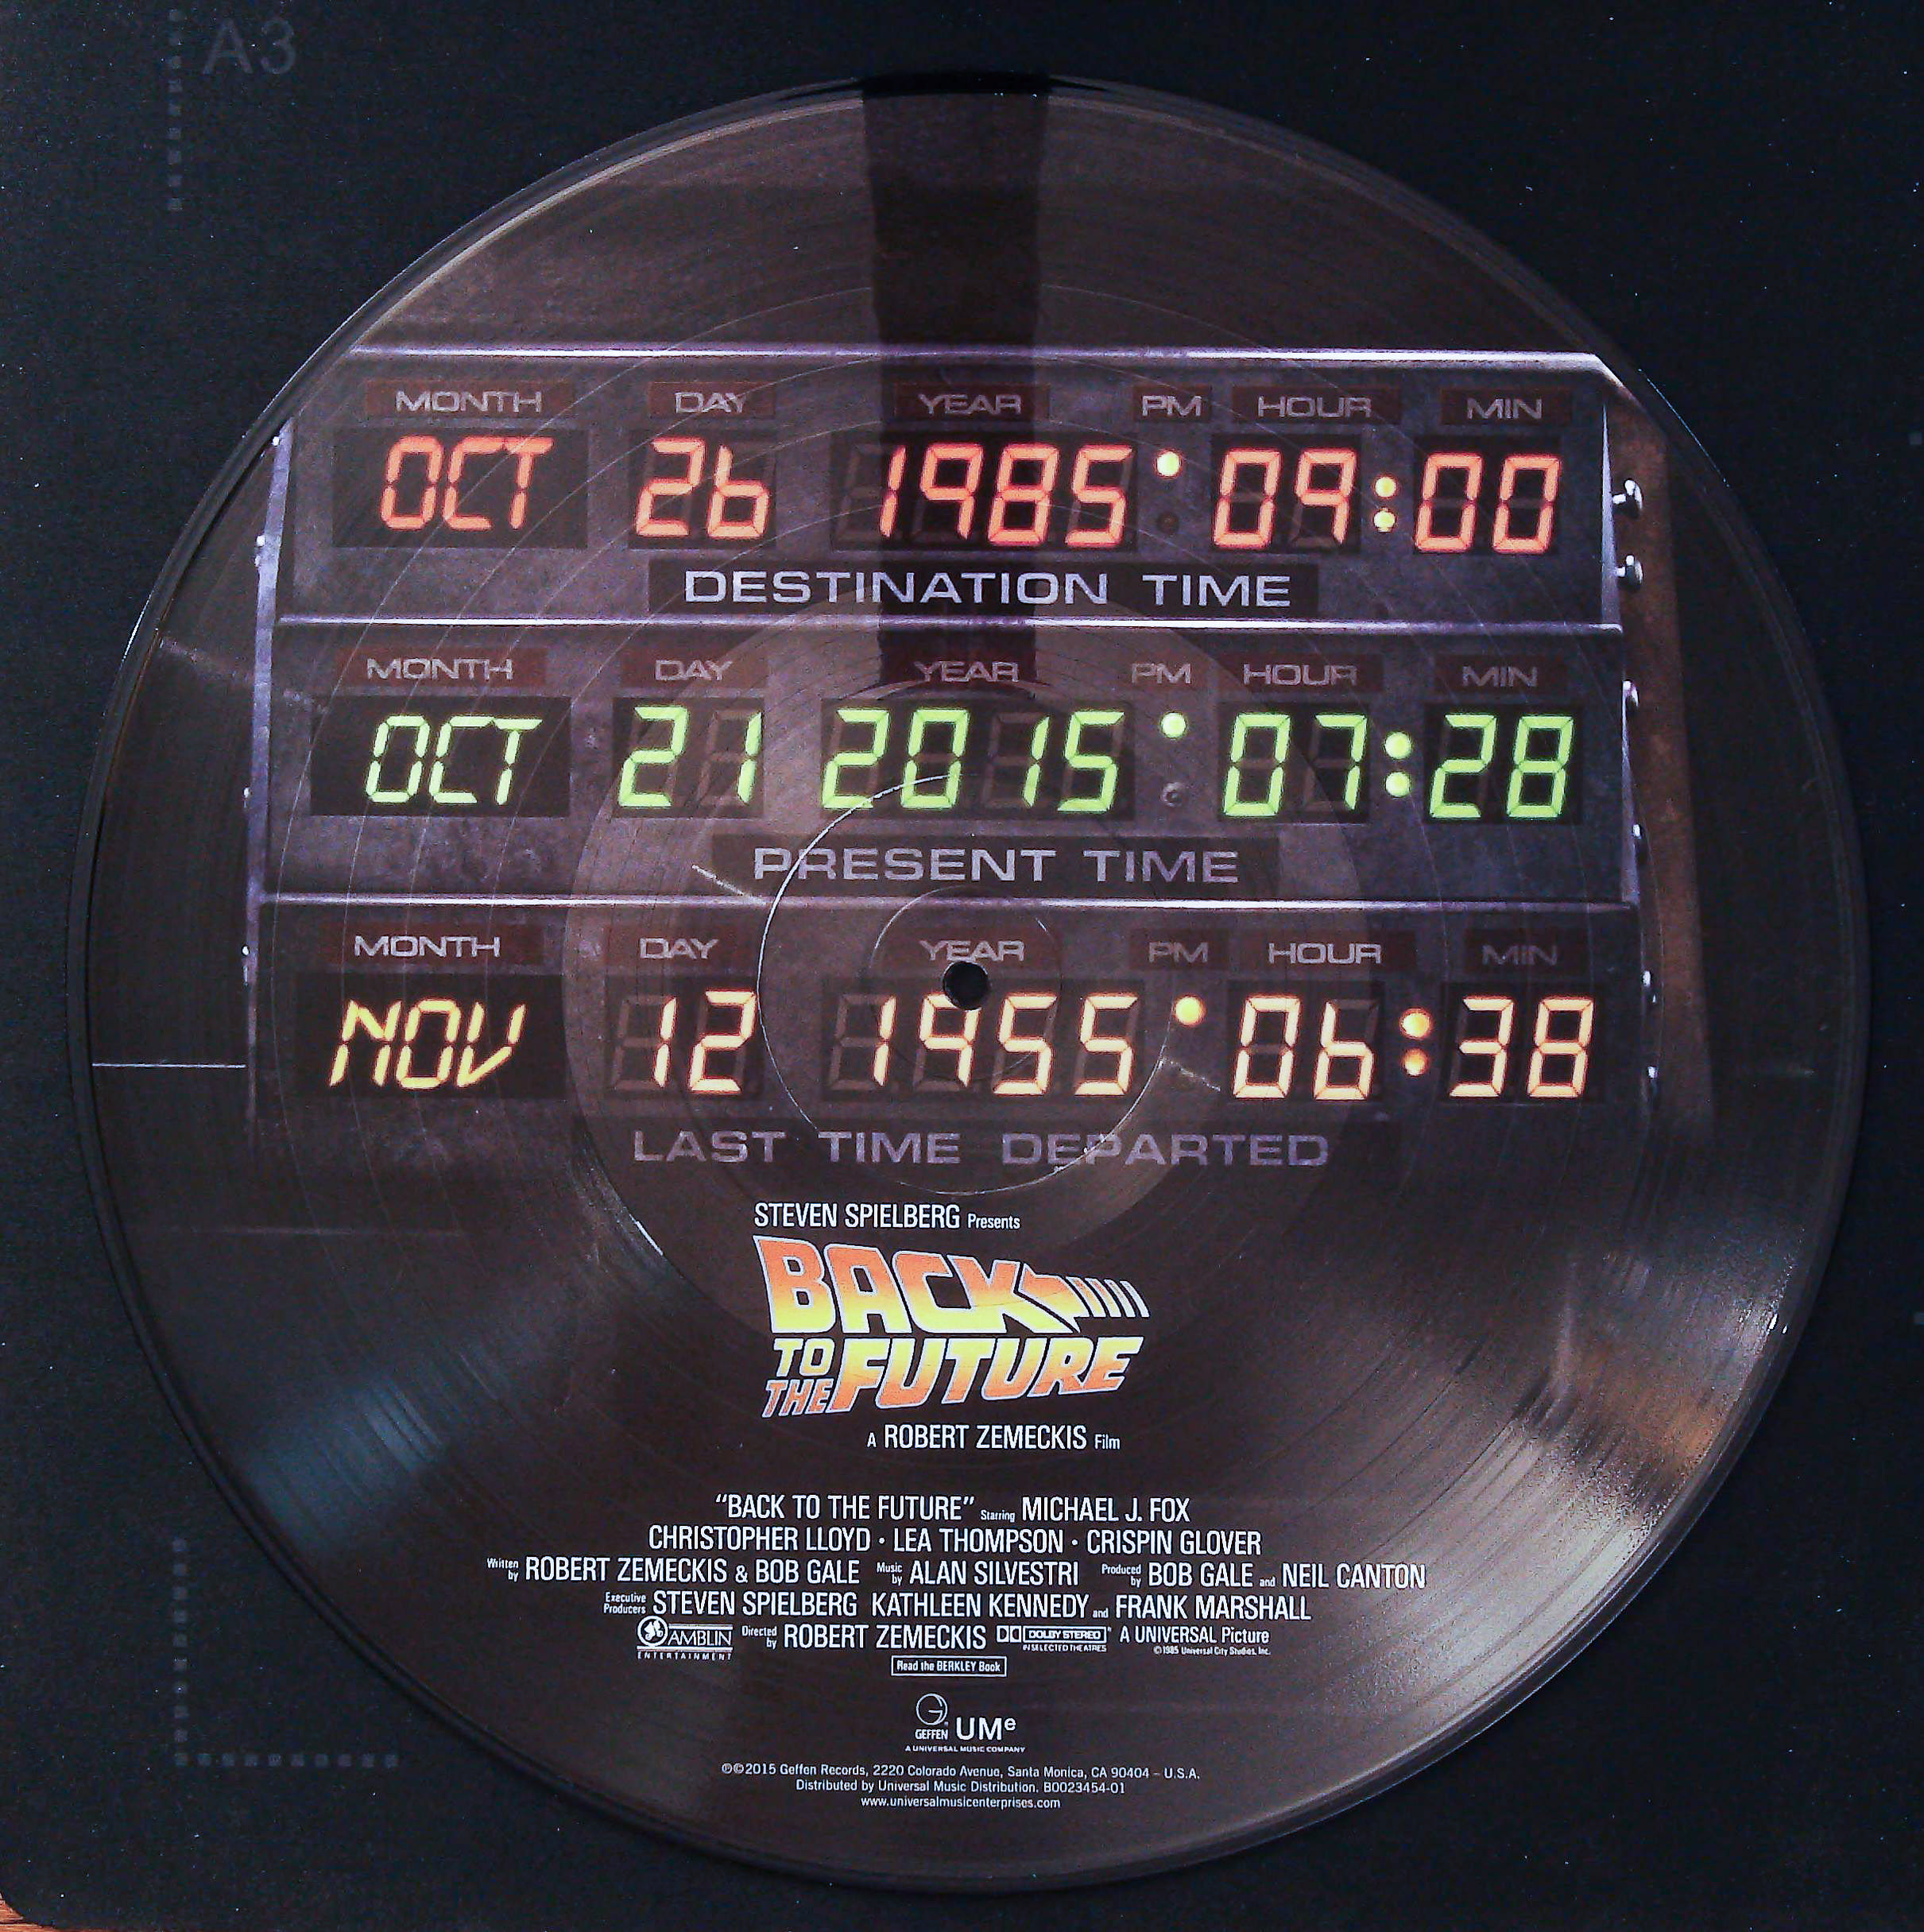 A3
MONTH DAY YEAR PM HOUR MIN
OCT 26 1985 09:00
DESTINATION TIME
MONTH DAY YEAR PM HOUR MIN
OCT 21 2015 07:28
PRESENT TIME
MONTH DAY YEAR PM HOUR MIN
NOV 12 1955 06:38
LAST TIME DEPARTED
STEVEN SPIELBERG Presents
BACK
TO THE FUTURE
A ROBERT ZEMECKIS Film
"BACK TO THE FUTURE" Starring MICHAEL J. FOX
CHRISTOPHER LLOYD · LEA THOMPSON · CRISPIN GLOVER
Written by ROBERT ZEMECKIS & BOB GALE Music by ALAN SILVESTRI Produced by BOB GALE and NEIL CANTON
Executive Producers STEVEN SPIELBERG KATHLEEN KENNEDY and FRANK MARSHALL
AMBLIN ENTERTAINMENT Directed by ROBERT ZEMECKIS DOLBY STEREO IN SELECTED THEATRES A UNIVERSAL Picture
©1985 Universal City Studios, Inc.
Read the BERKLEY Book
GEFFEN UMe
A UNIVERSAL MUSIC COMPANY
℗©2015 Geffen Records, 2220 Colorado Avenue, Santa Monica, CA 90404 – U.S.A.
Distributed by Universal Music Distribution. B0023454-01
www.universalmusicenterprises.com